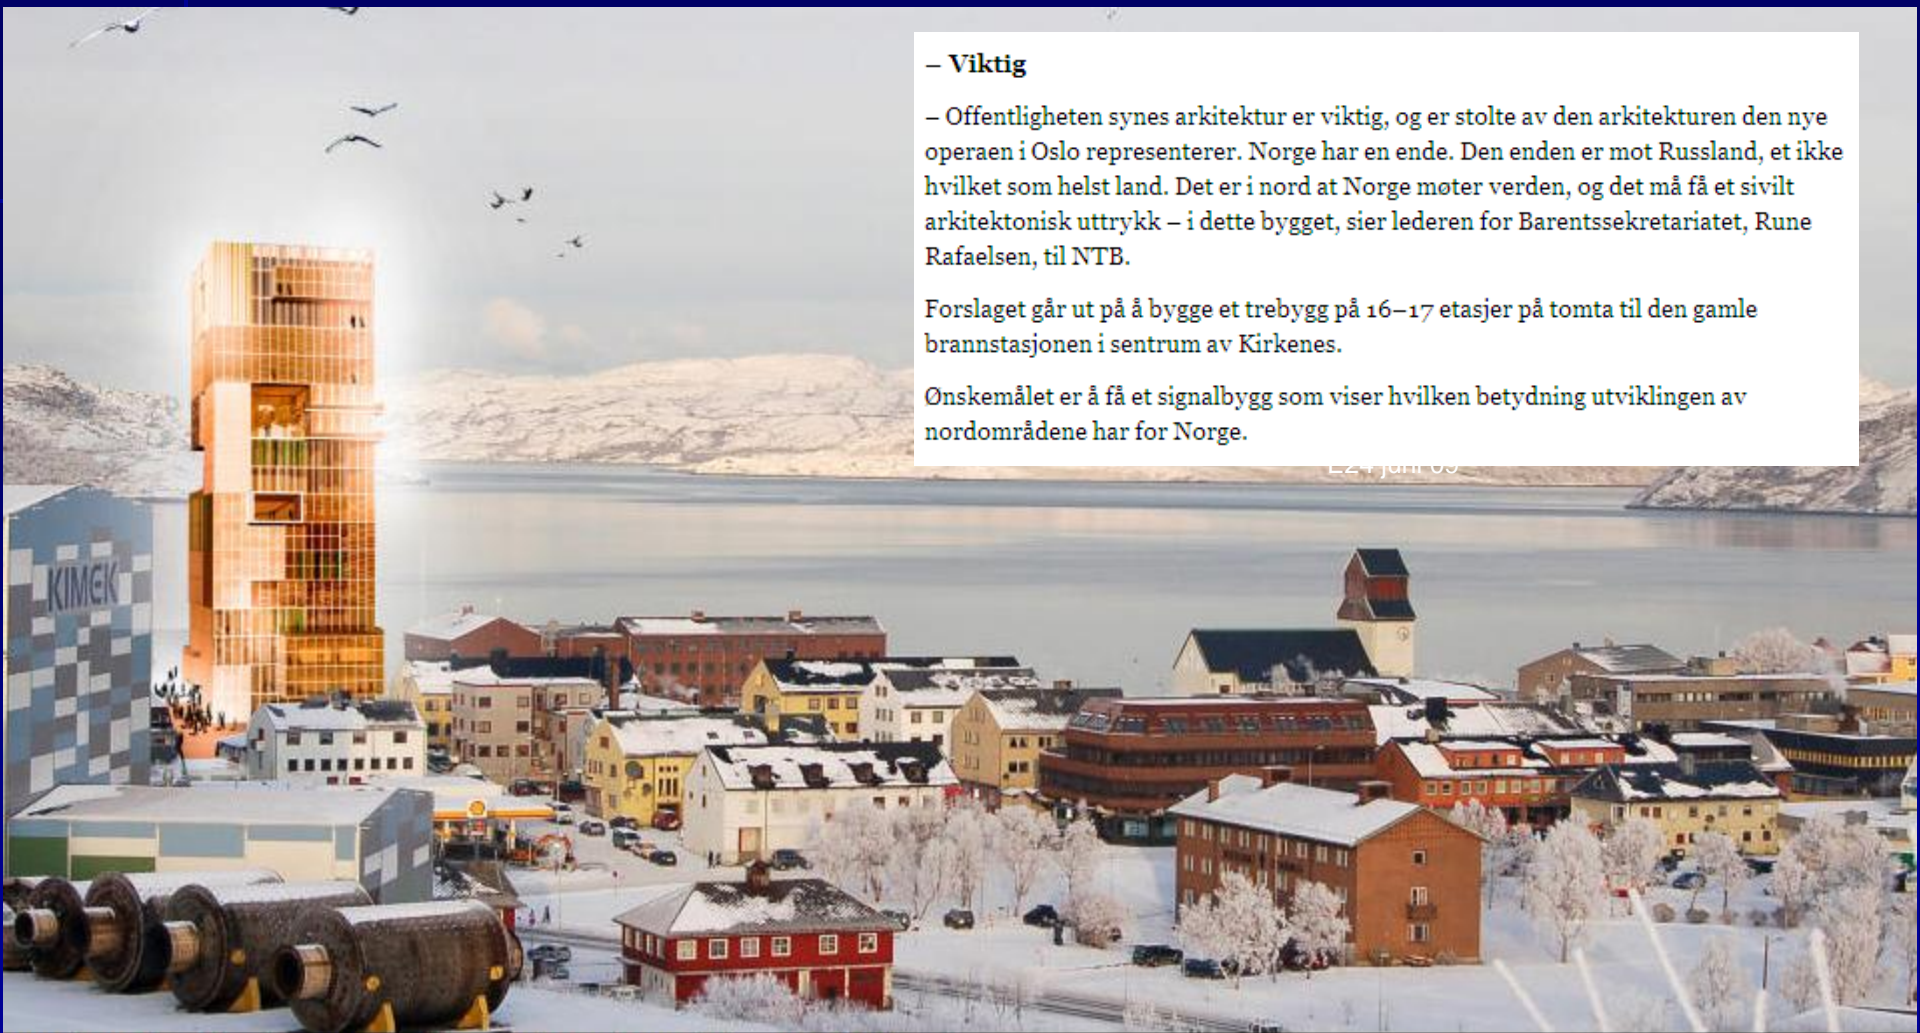 – Viktig
– Offentligheten synes arkitektur er viktig, og er stolte av den arkitekturen den nye
operaen i Oslo representerer. Norge har en ende. Den enden er mot Russland, et ikke
hvilket som helst land. Det er i nord at Norge møter verden, og det må få et sivilt
arkitektonisk uttrykk – i dette bygget, sier lederen for Barentssekretariatet, Rune
Rafaelsen, til NTB.
Forslaget går ut på å bygge et trebygg på 16–17 etasjer på tomta til den gamle
brannstasjonen i sentrum av Kirkenes.
Ønskemålet er å få et signalbygg som viser hvilken betydning utviklingen av
nordområdene har for Norge.
E24 juni 09
KIMEK